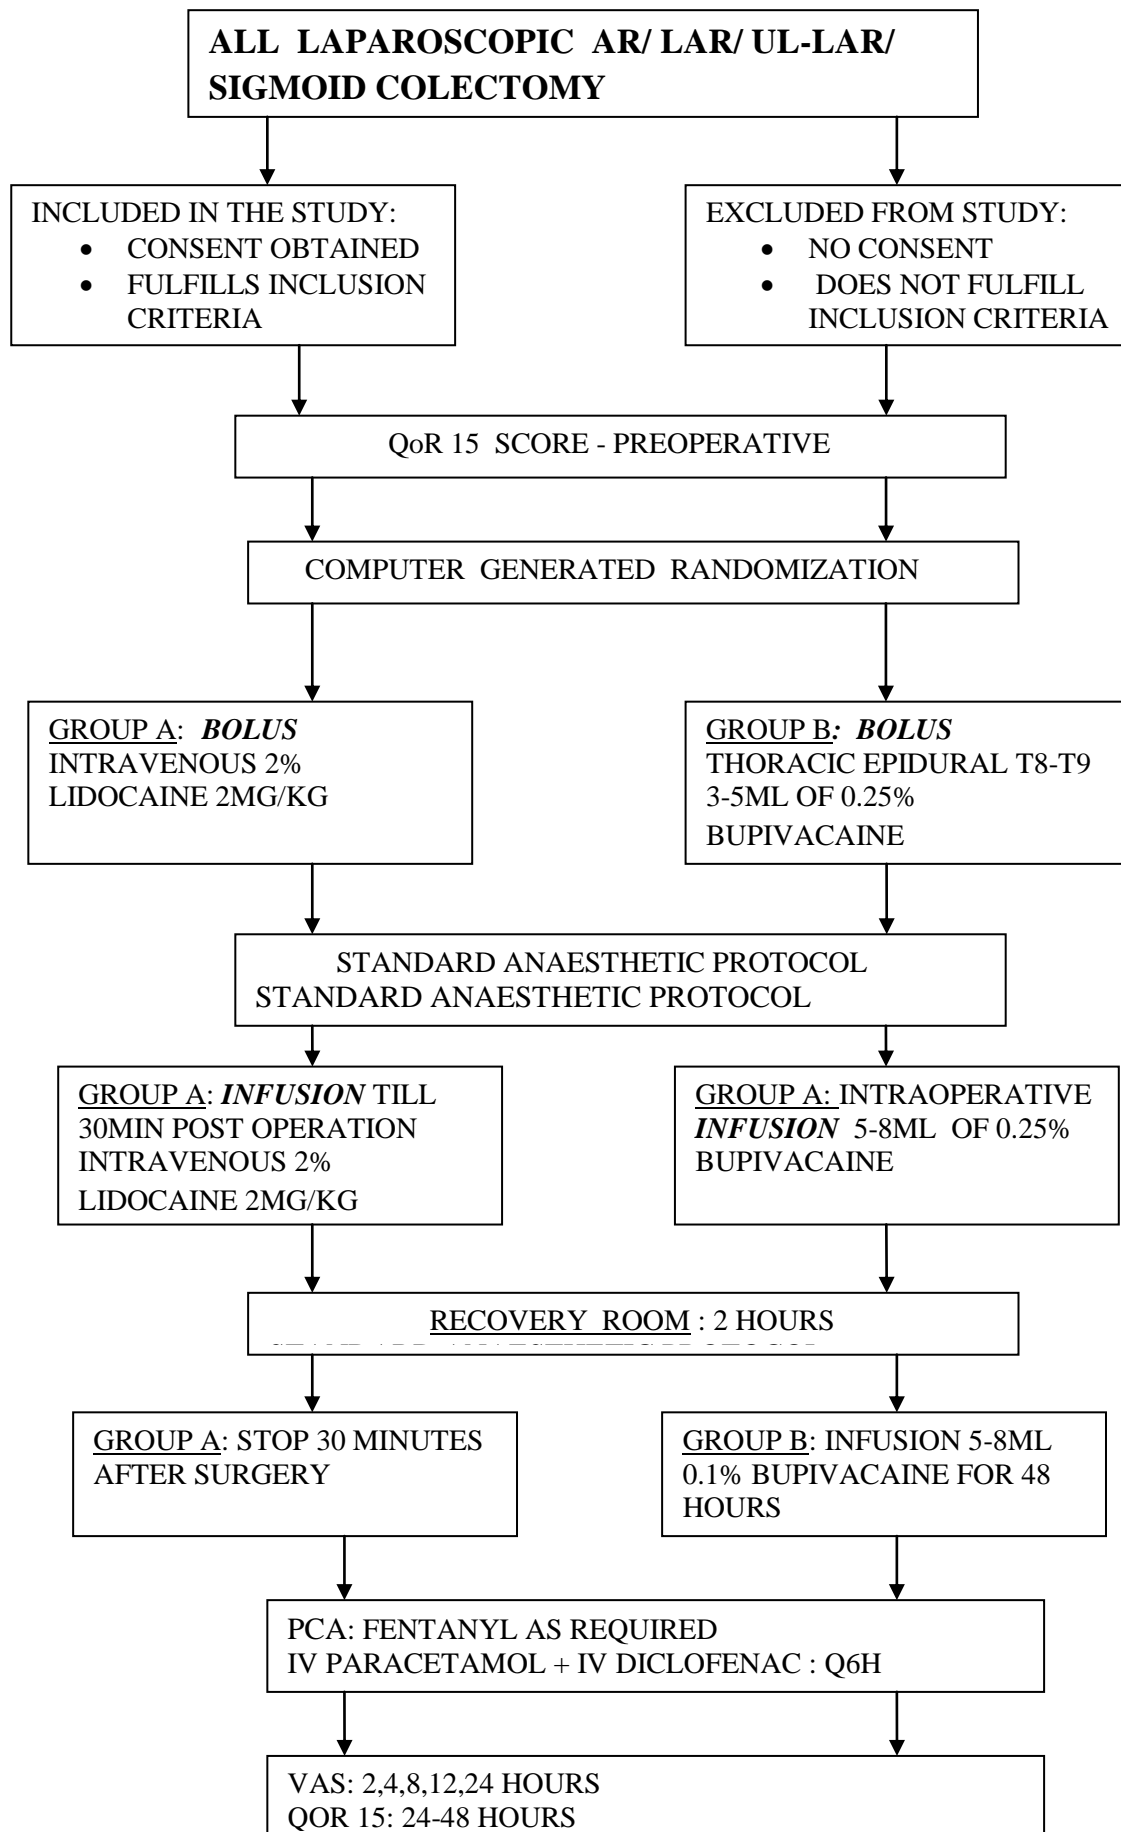 ALL LAPAROSCOPIC AR/ LAR/ UL-LAR/
SIGMOID COLECTOMY
INCLUDED IN THE STUDY:
• CONSENT OBTAINED
• FULFILLS INCLUSION
CRITERIA
EXCLUDED FROM STUDY:
• NO CONSENT
• DOES NOT FULFILL
INCLUSION CRITERIA
QoR 15 SCORE - PREOPERATIVE
COMPUTER GENERATED RANDOMIZATION
GROUP A: BOLUS
INTRAVENOUS 2%
LIDOCAINE 2MG/KG
GROUP B: BOLUS
THORACIC EPIDURAL T8-T9
3-5ML OF 0.25%
BUPIVACAINE
STANDARD ANAESTHETIC PROTOCOL
STANDARD ANAESTHETIC PROTOCOL
GROUP A: INFUSION TILL
30MIN POST OPERATION
INTRAVENOUS 2%
LIDOCAINE 2MG/KG
GROUP A: INTRAOPERATIVE
INFUSION 5-8ML OF 0.25%
BUPIVACAINE
RECOVERY ROOM : 2 HOURS
GROUP A: STOP 30 MINUTES
AFTER SURGERY
GROUP B: INFUSION 5-8ML
0.1% BUPIVACAINE FOR 48
HOURS
PCA: FENTANYL AS REQUIRED
IV PARACETAMOL + IV DICLOFENAC : Q6H
VAS: 2,4,8,12,24 HOURS
QOR 15: 24-48 HOURS